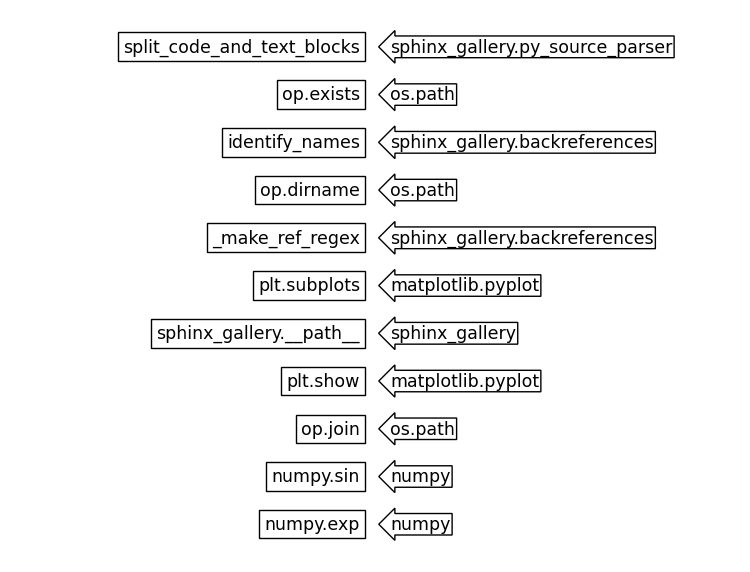 split_code_and_text_blocks sphinx_gallery.py_source_parser
op.exists os.path
identify_names sphinx_gallery.backreferences
op.dirname os.path
_make_ref_regex sphinx_gallery.backreferences
plt.subplots matplotlib.pyplot
sphinx_gallery.__path__ sphinx_gallery
plt.show matplotlib.pyplot
op.join os.path
numpy.sin numpy
numpy.exp numpy